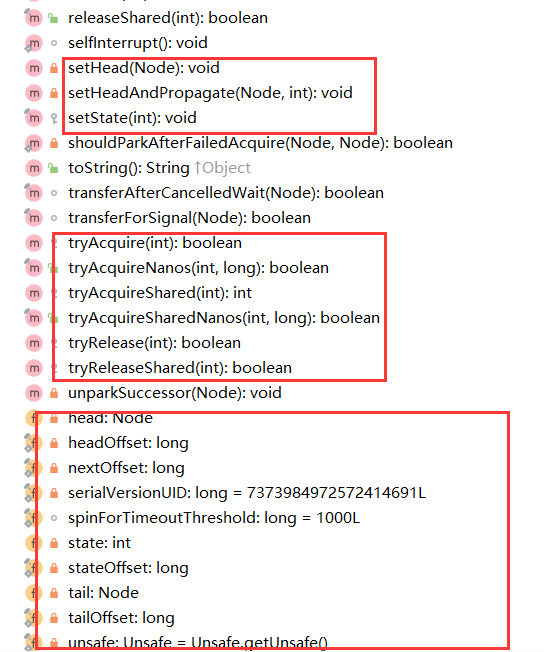 releaseShared(int): boolean
selfInterrupt(): void
setHead(Node): void
setHeadAndPropagate(Node, int): void
setState(int): void
shouldParkAfterFailedAcquire(Node, Node): boolean
toString(): String ↑Object
transferAfterCancelledWait(Node): boolean
transferForSignal(Node): boolean
tryAcquire(int): boolean
tryAcquireNanos(int, long): boolean
tryAcquireShared(int): int
tryAcquireSharedNanos(int, long): boolean
tryRelease(int): boolean
tryReleaseShared(int): boolean
unparkSuccessor(Node): void
head: Node
headOffset: long
nextOffset: long
serialVersionUID: long = 7373984972572414691L
spinForTimeoutThreshold: long = 1000L
state: int
stateOffset: long
tail: Node
tailOffset: long
unsafe: Unsafe = Unsafe.getUnsafe()